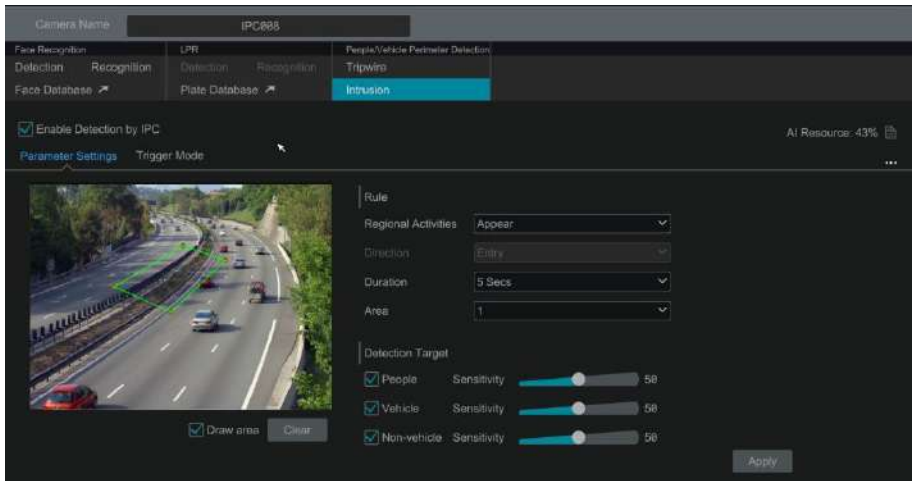 Camera Name IPC888
Face Recognition LPR People/Vehicle Perimeter Detection
Detection Recognition Detection Recognition Tripwire
Face Database Plate Database Intrusion
Enable Detection by IPC
AI Resource: 43%
Parameter Settings Trigger Mode
Rule
Regional Activities Appear
Direction Entry
Duration 5 Secs
Area 1
Detection Target
People Sensitivity 50
Vehicle Sensitivity 50
Non-vehicle Sensitivity 50
Draw area Clear
Apply